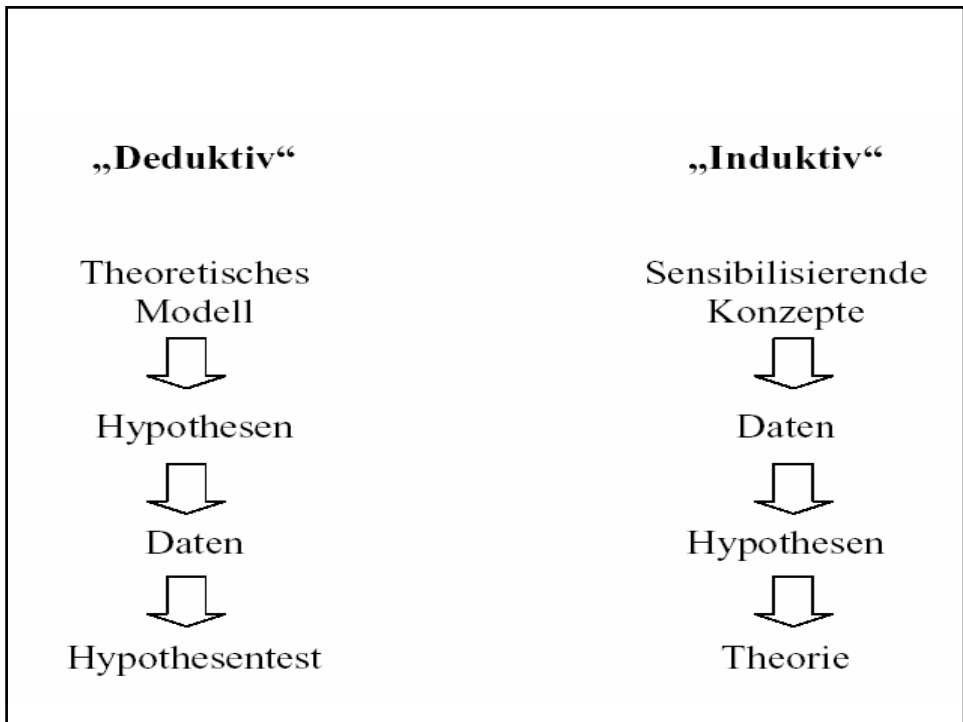 „Deduktiv“
Theoretisches
Modell
Hypothesen
Daten
Hypothesentest
„Induktiv“
Sensibilisierende
Konzepte
Daten
Hypothesen
Theorie